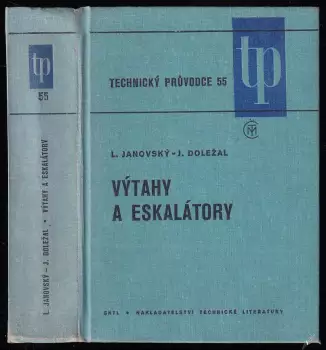 tp
55
L. JANOVSKÝ – J. DOLEŽAL • VÝTAHY A ESKALÁTORY
TECHNICKÝ PRŮVODCE 55
tp
L. JANOVSKÝ – J. DOLEŽAL
VÝTAHY
A ESKALÁTORY
SNTL • NAKLADATELSTVÍ TECHNICKÉ LITERATURY